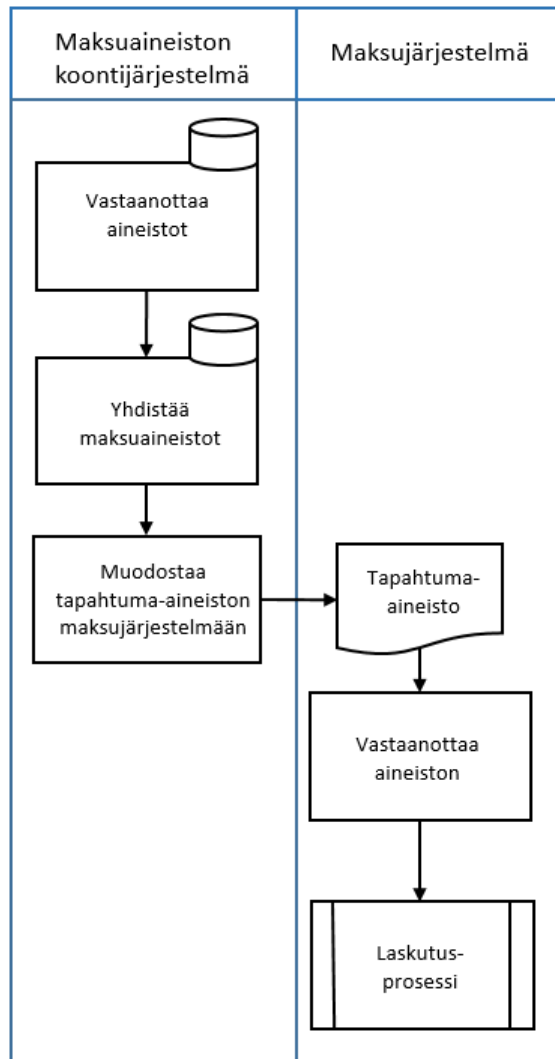 Maksuaineiston
koontijärjestelmä
Maksujärjestelmä
Vastaanottaa
aineistot
Yhdistää
maksuaineistot
Muodostaa
tapahtuma-aineiston
maksujärjestelmään
Tapahtuma-
aineisto
Vastaanottaa
aineiston
Laskutus-
prosessi